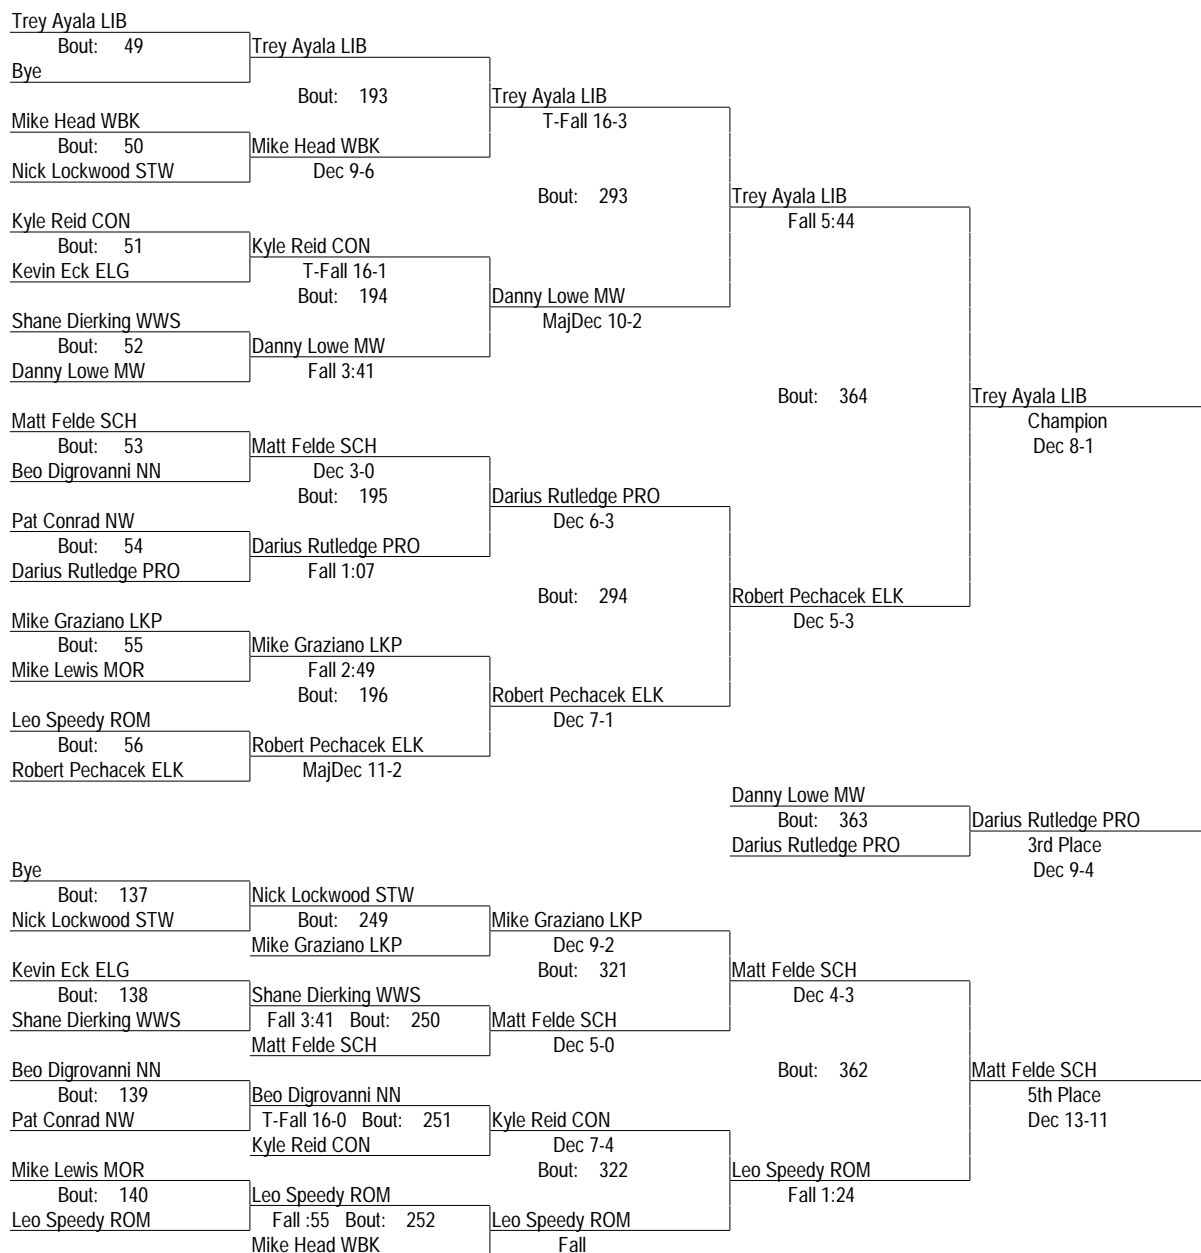 Trey Ayala LIB
Bout: 49
Trey Ayala LIB
Bye
Bout: 193
Trey Ayala LIB
Mike Head WBK
T-Fall 16-3
Bout: 50
Mike Head WBK
Nick Lockwood STW
Dec 9-6
Bout: 293
Trey Ayala LIB
Kyle Reid CON
Fall 5:44
Bout: 51
Kyle Reid CON
Kevin Eck ELG
T-Fall 16-1
Bout: 194
Danny Lowe MW
Shane Dierking WWS
MajDec 10-2
Bout: 52
Danny Lowe MW
Danny Lowe MW
Fall 3:41
Bout: 364
Trey Ayala LIB
Matt Felde SCH
Champion
Bout: 53
Matt Felde SCH
Dec 8-1
Beo Digrovanni NN
Dec 3-0
Bout: 195
Darius Rutledge PRO
Pat Conrad NW
Dec 6-3
Bout: 54
Darius Rutledge PRO
Darius Rutledge PRO
Fall 1:07
Bout: 294
Robert Pechacek ELK
Mike Graziano LKP
Dec 5-3
Bout: 55
Mike Graziano LKP
Mike Lewis MOR
Fall 2:49
Bout: 196
Robert Pechacek ELK
Leo Speedy ROM
Dec 7-1
Bout: 56
Robert Pechacek ELK
Robert Pechacek ELK
MajDec 11-2
Danny Lowe MW
Bout: 363
Darius Rutledge PRO
Darius Rutledge PRO
3rd Place
Bye
Dec 9-4
Bout: 137
Nick Lockwood STW
Nick Lockwood STW
Bout: 249
Mike Graziano LKP
Mike Graziano LKP
Dec 9-2
Kevin Eck ELG
Bout: 321
Matt Felde SCH
Bout: 138
Shane Dierking WWS
Dec 4-3
Shane Dierking WWS
Fall 3:41 Bout: 250
Matt Felde SCH
Matt Felde SCH
Dec 5-0
Beo Digrovanni NN
Bout: 362
Matt Felde SCH
Bout: 139
Beo Digrovanni NN
5th Place
Pat Conrad NW
T-Fall 16-0 Bout: 251
Kyle Reid CON
Dec 13-11
Kyle Reid CON
Dec 7-4
Mike Lewis MOR
Bout: 322
Leo Speedy ROM
Bout: 140
Leo Speedy ROM
Fall 1:24
Leo Speedy ROM
Fall :55 Bout: 252
Leo Speedy ROM
Mike Head WBK
Fall